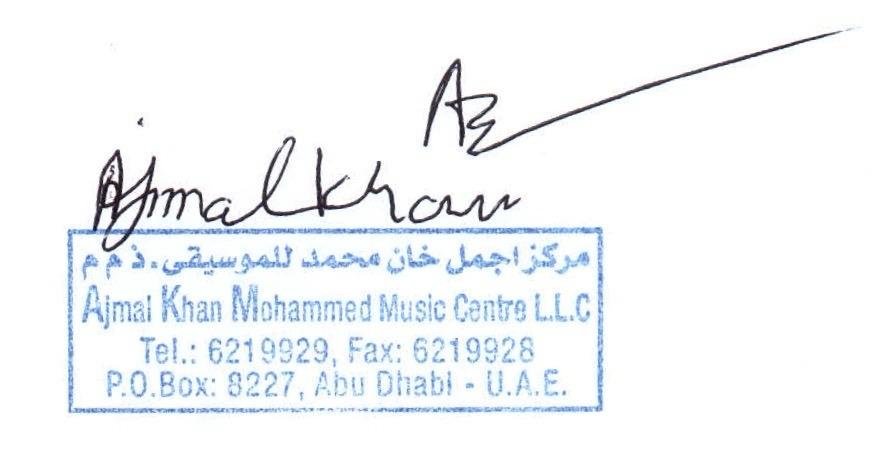 Ajmal Khan
مركز اجمل خان محمد للموسيقى - ذ م م
Ajmal Khan Mohammed Music Centre L.L.C
Tel.: 6219929, Fax: 6219928
P.O.Box: 8227, Abu Dhabi - U.A.E.